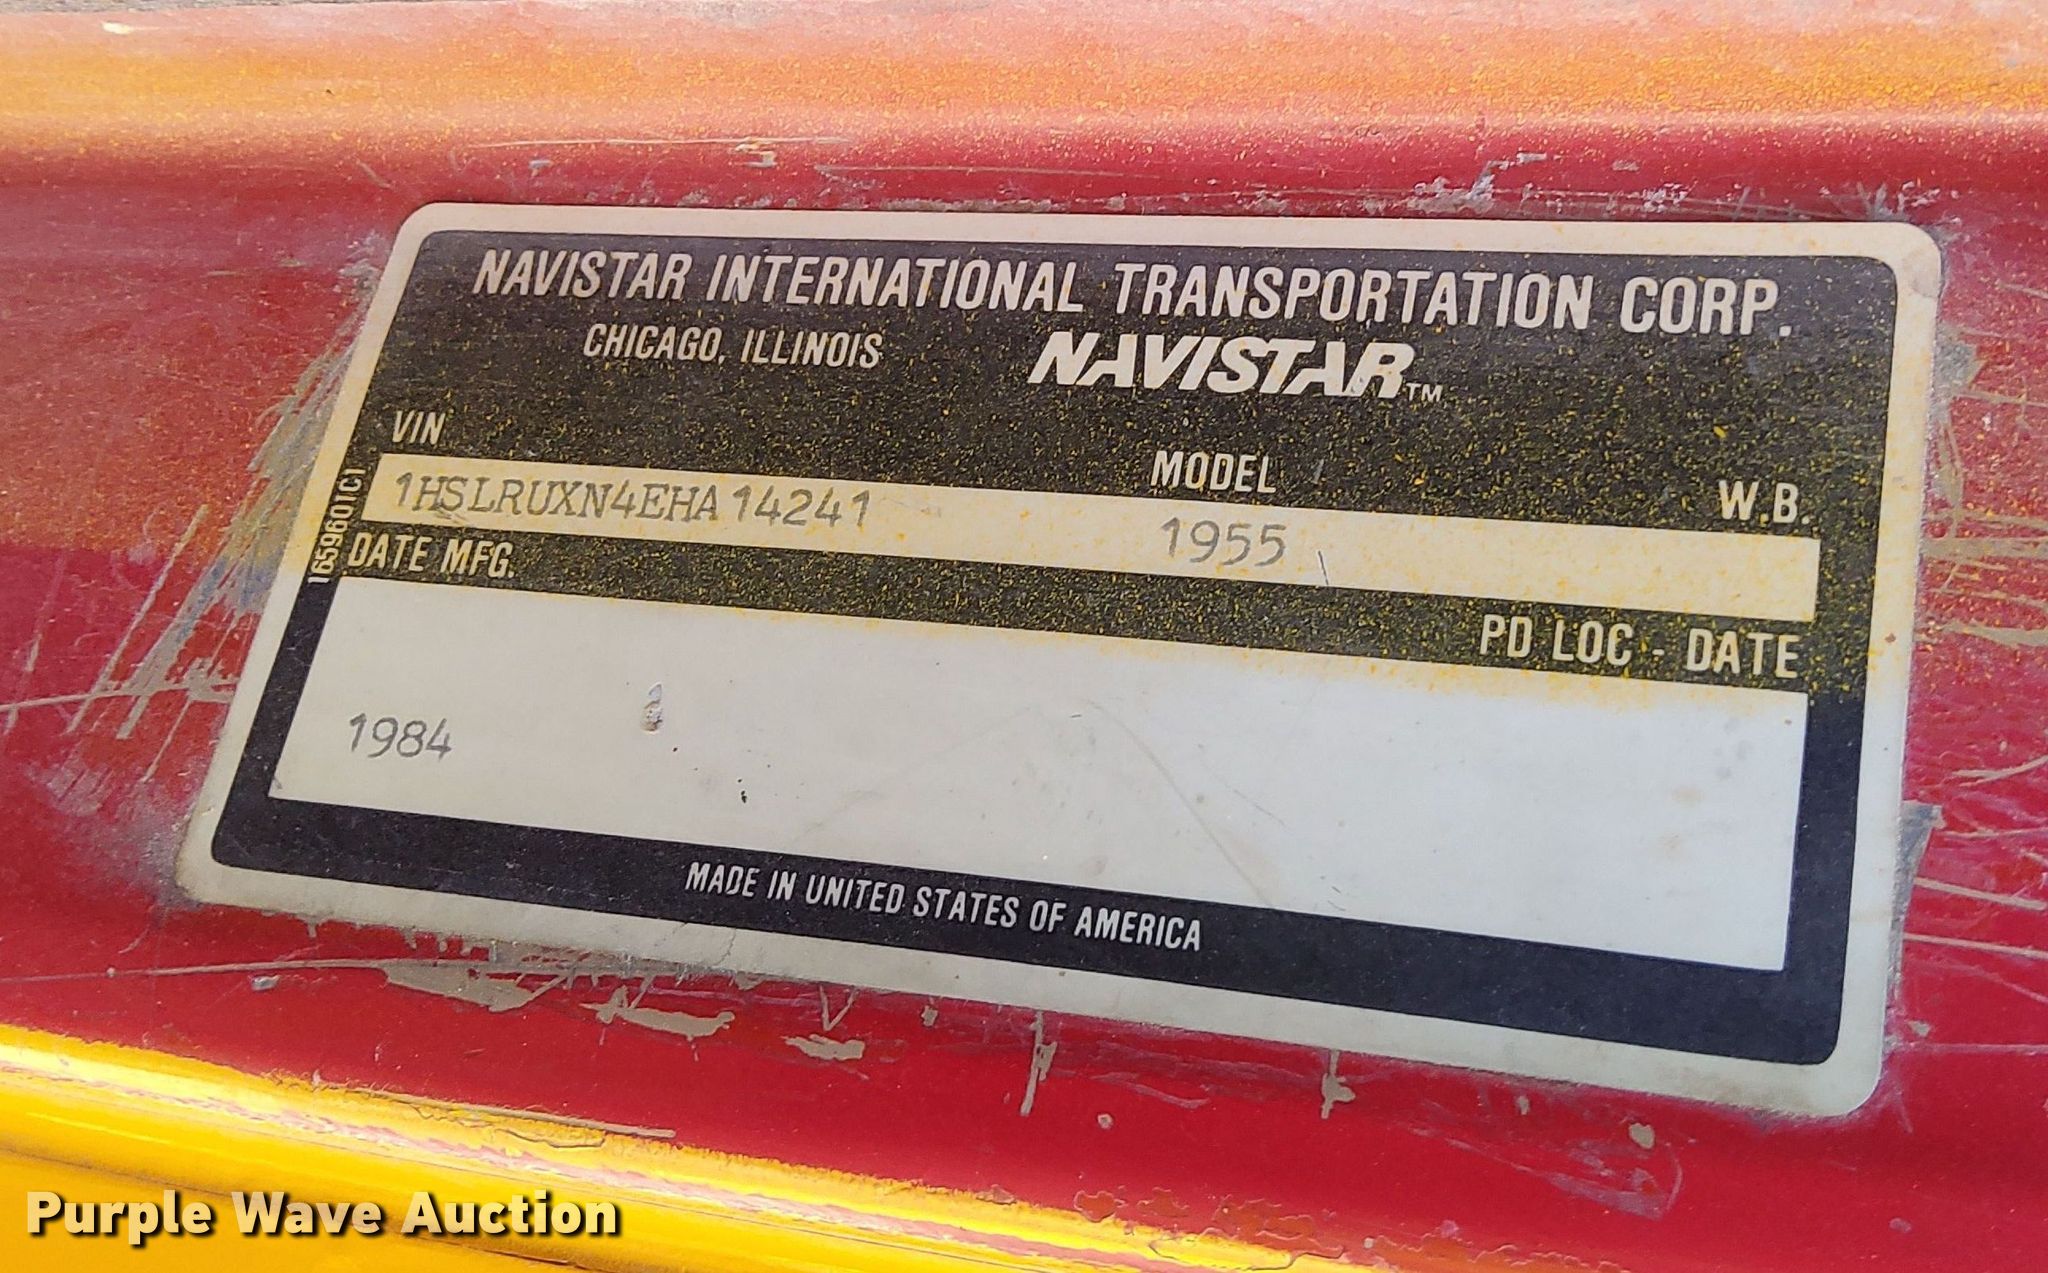 NAVISTAR INTERNATIONAL TRANSPORTATION CORP.
CHICAGO, ILLINOIS NAVISTAR™
VIN MODEL W.B.
1HSLRUXN4EHA14241 1955
1659601C1
DATE MFG. PD LOC - DATE
1984
MADE IN UNITED STATES OF AMERICA
Purple Wave Auction